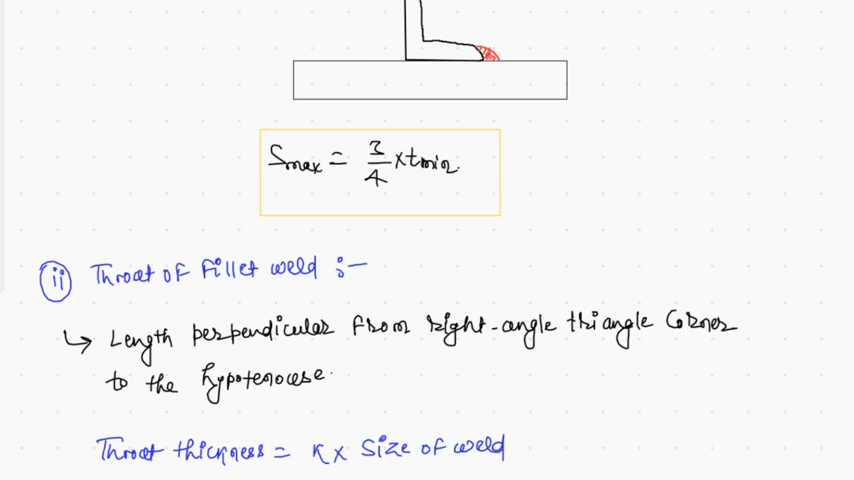 Smax = 3/4 x tmin.
ii Throat of Fillet weld :-
↳ Length perpendicular from right-angle triangle Corner
to the hypotenouse.
Throat thickness = K x Size of weld